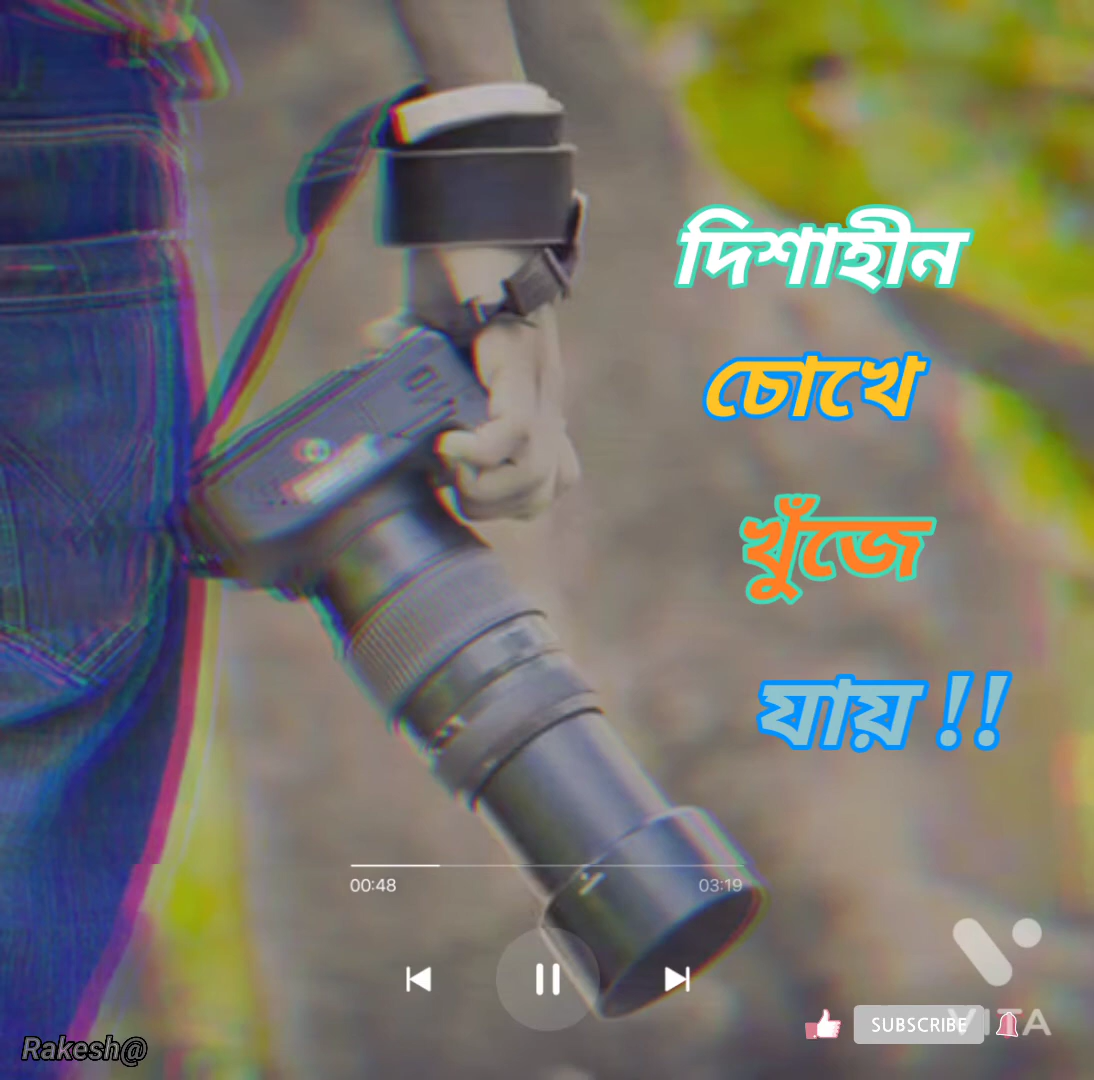 দিশাহীন
চোখে
খুঁজে
যায় !!
00:48 03:19
VITA
SUBSCRIBE
Rakesh@